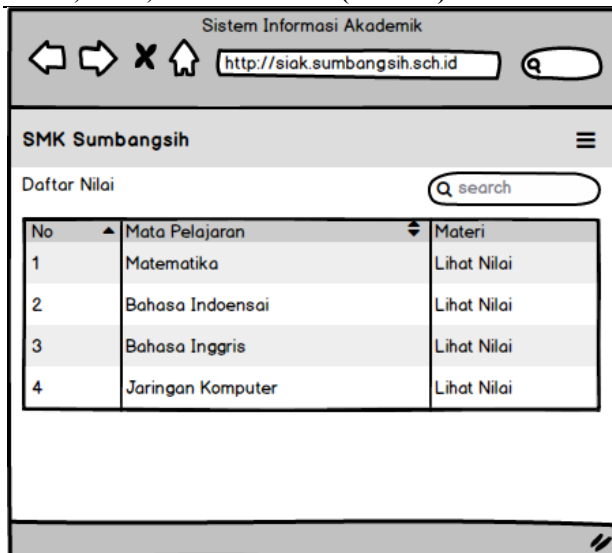 Sistem Informasi Akademik
http://siak.sumbangsih.sch.id
SMK Sumbangsih
Daftar Nilai
search
No Mata Pelajaran Materi
1 Matematika Lihat Nilai
2 Bahasa Indoensai Lihat Nilai
3 Bahasa Inggris Lihat Nilai
4 Jaringan Komputer Lihat Nilai